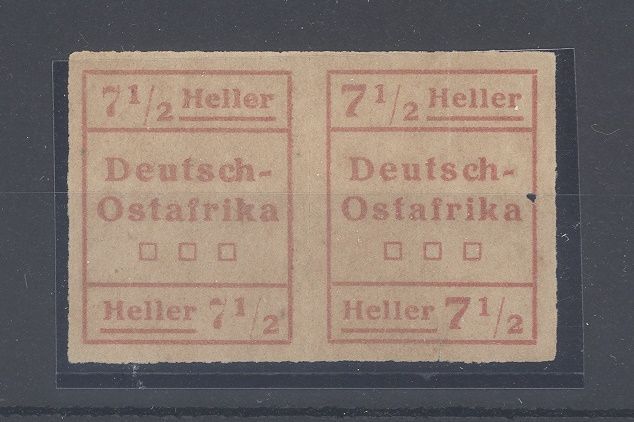 7 1/2 Heller
Deutsch-
Ostafrika
Heller 7 1/2
7 1/2 Heller
Deutsch-
Ostafrika
Heller 7 1/2